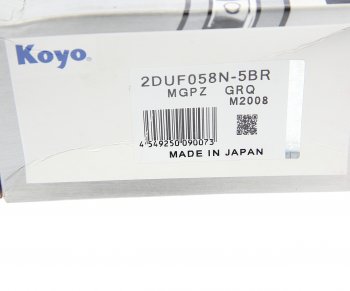 Koyo
2DUF058N-5BR
MGPZ GRQ
M2008
4 549250 090073
MADE IN JAPAN